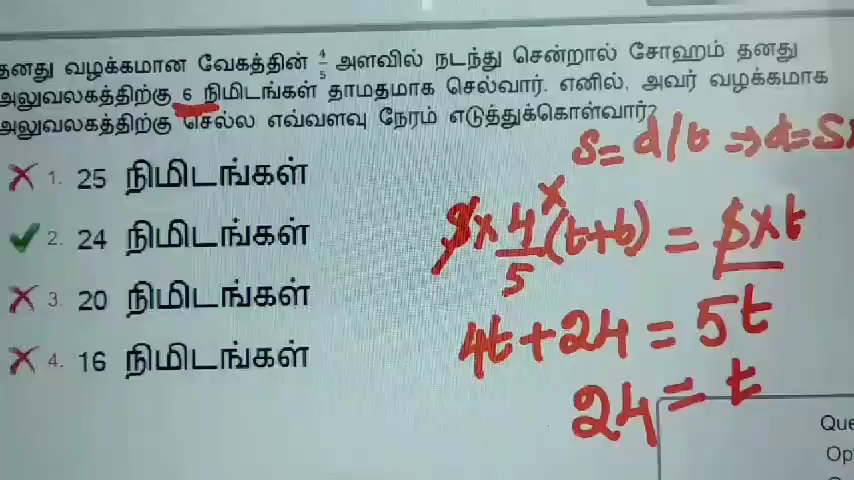 தனது வழக்கமான வேகத்தின் 4/5 அளவில் நடந்து சென்றால் சோஹம் தனது
அலுவலகத்திற்கு 6 நிமிடங்கள் தாமதமாக செல்வார். எனில், அவர் வழக்கமாக
அலுவலகத்திற்கு செல்ல எவ்வளவு நேரம் எடுத்துக்கொள்வார்?
S = d/t => d = S
1. 25 நிமிடங்கள்
2. 24 நிமிடங்கள்
3. 20 நிமிடங்கள்
4. 16 நிமிடங்கள்
S x 4/5 x (t+6) = S x t
4t + 24 = 5t
24 = t
Que
Op